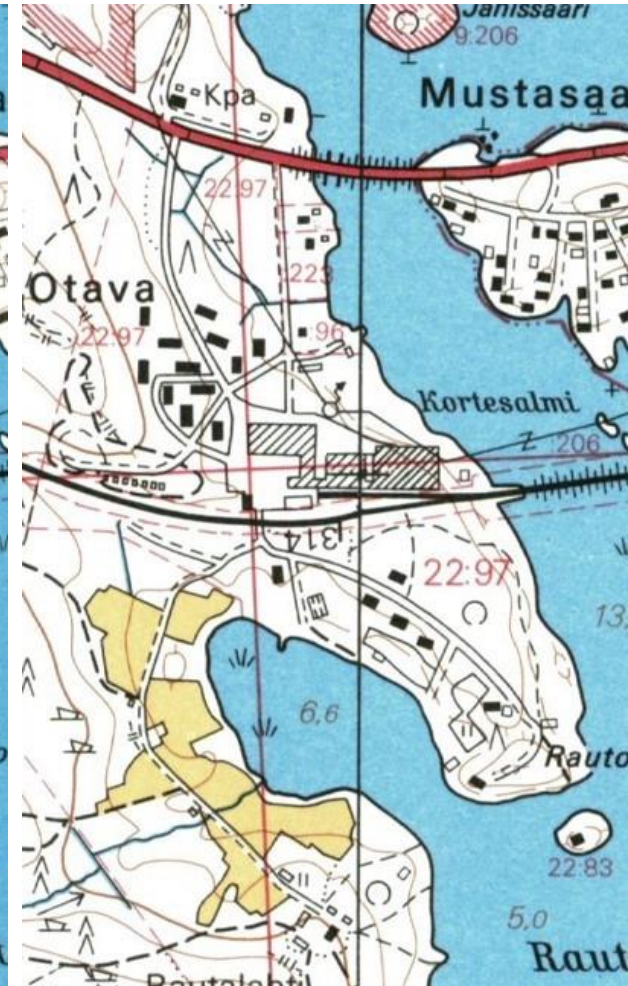 Jänissaari
9:206
Kpa
Mustasaa
22:97
Otava
223
22:97
96
Kortesalmi
Z
Z
206
314
22:97
13,
6,6
Rauto
22:83
5,0
Raut
Rautalahti